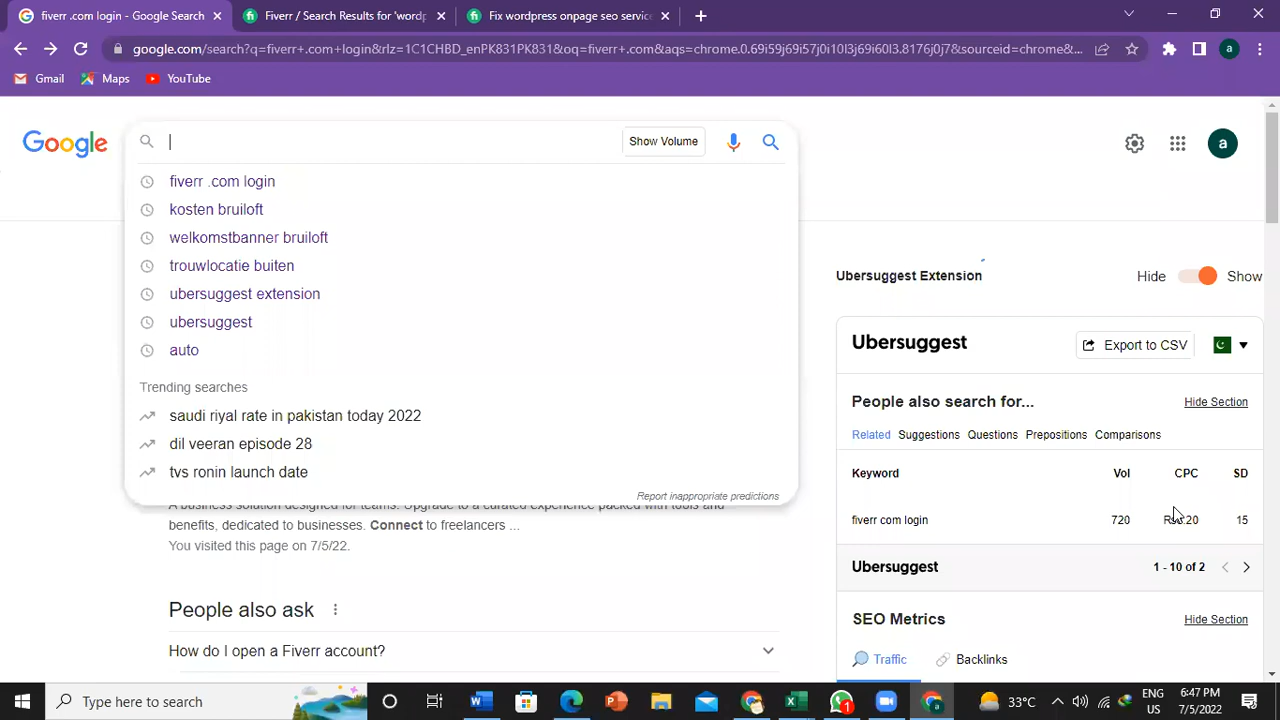 fiverr .com login - Google Search
Fiverr / Search Results for 'wordp
Fix wordpress onpage seo service
google.com/search?q=fiverr+.com+login&rlz=1C1CHBD_enPK831PK831&oq=fiverr+.com&aqs=chrome.0.69i59j69i57j0i10l3j69i60l3.8176j0j7&sourceid=chrome&...
a
Gmail
Maps
YouTube
Google
Show Volume
a
fiverr .com login
kosten bruiloft
welkomstbanner bruiloft
trouwlocatie buiten
ubersuggest extension
ubersuggest
auto
Trending searches
saudi riyal rate in pakistan today 2022
dil veeran episode 28
tvs ronin launch date
Report inappropriate predictions
A business solution designed for teams. Upgrade to a curated experience packed with tools and
benefits, dedicated to businesses. Connect to freelancers ...
You visited this page on 7/5/22.
People also ask
How do I open a Fiverr account?
Ubersuggest Extension
Hide
Show
Ubersuggest
Export to CSV
People also search for...
Hide Section
Related Suggestions Questions Prepositions Comparisons
Keyword Vol CPC SD
fiverr com login 720 15
Ubersuggest
1 - 10 of 2
SEO Metrics
Hide Section
Traffic
Backlinks
Type here to search
1
33°C
ENG
US
6:47 PM
7/5/2022